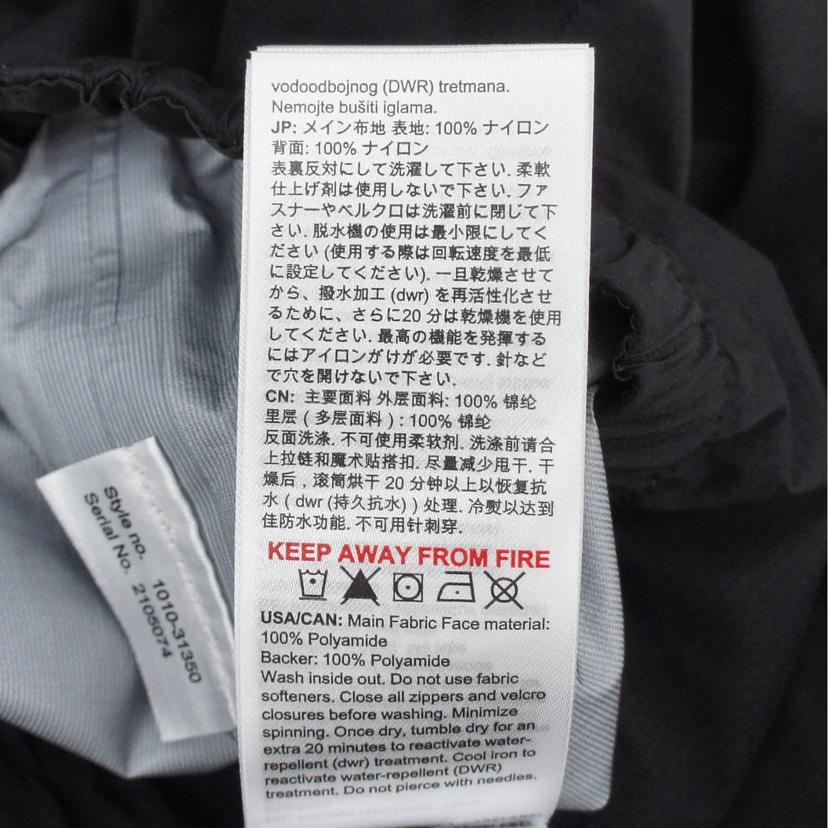 vodoodbojnog (DWR) tretmana.
Nemojte bušiti iglama.
JP: メイン布地 表地: 100% ナイロン
背面: 100% ナイロン
表裏反対にして洗濯して下さい. 柔軟
仕上げ剤は使用しないで下さい. ファ
スナーやベルクロは洗濯前に閉じて下
さい. 脱水機の使用は最小限にしてく
ださい (使用する際は回転速度を最低
に設定してください). 一旦乾燥させて
から、撥水加工 (dwr) を再活性化させ
るために、さらに20 分は乾燥機を使用
してください. 最高の機能を発揮する
にはアイロンがけが必要です. 針など
で穴を開けないで下さい.
CN: 主要面料 外层面料: 100% 锦纶
里层 ( 多层面料 ) : 100% 锦纶
反面洗涤. 不可使用柔软剂. 洗涤前请合
上拉链和魔术贴搭扣. 尽量减少甩干. 干
燥后，滚筒烘干 20 分钟以上以恢复抗
水 ( dwr (持久抗水) ) 处理. 冷熨以达到
佳防水功能. 不可用针刺穿.
KEEP AWAY FROM FIRE
USA/CAN: Main Fabric Face material:
100% Polyamide
Backer: 100% Polyamide
Wash inside out. Do not use fabric
softeners. Close all zippers and velcro
closures before washing. Minimize
spinning. Once dry, tumble dry for an
extra 20 minutes to reactivate water-
repellent (dwr) treatment. Cool iron to
reactivate water-repellent (DWR)
treatment. Do not pierce with needles.
Style no. 1010-31350
Serial No. 2105074